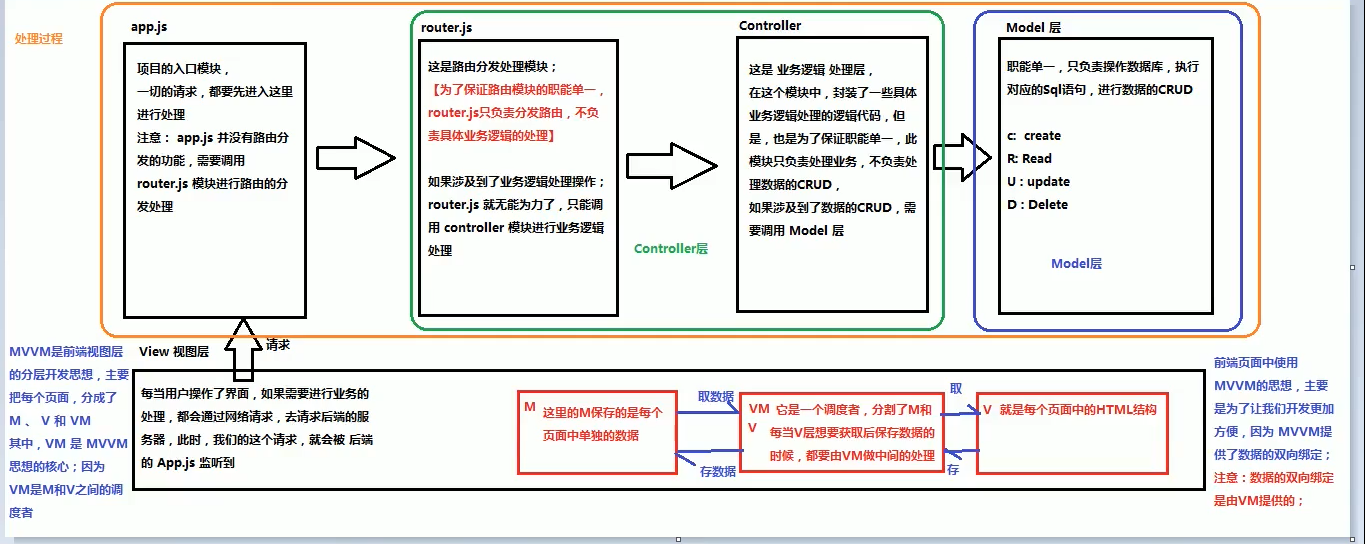 处理过程
app.js
项目的入口模块，
一切的请求，都要先进入这里
进行处理
注意： app.js 并没有路由分
发的功能，需要调用
router.js 模块进行路由的分
发处理
router.js
这是路由分发处理模块；
【为了保证路由模块的职能单一，
router.js只负责分发路由，不负
责具体业务逻辑的处理】
如果涉及到了业务逻辑处理操作；
router.js 就无能为力了，只能调
用 controller 模块进行业务逻辑
处理
Controller层
Controller
这是 业务逻辑 处理层，
在这个模块中，封装了一些具体
业务逻辑处理的逻辑代码，但
是，也是为了保证职能单一，此
模块只负责处理业务，不负责处
理数据的CRUD，
如果涉及到了数据的CRUD，需
要调用 Model 层
Model 层
职能单一，只负责操作数据库，执行
对应的Sql语句，进行数据的CRUD
c: create
R: Read
U : update
D : Delete
Model层
请求
MVVM是前端视图层
的分层开发思想，主要
把每个页面，分成了
M 、 V 和 VM
其中，VM 是 MVVM
思想的核心；因为
VM是M和V之间的调
度者
View 视图层
每当用户操作了界面，如果需要进行业务的
处理，都会通过网络请求，去请求后端的服
务器，此时，我们的这个请求，就会被 后端
的 App.js 监听到
M
这里的M保存的是每个
页面中单独的数据
取数据
存数据
VM 它是一个调度者，分割了M和
V 每当V层想要获取后保存数据的
时候，都要由VM做中间的处理
取
存
V 就是每个页面中的HTML结构
前端页面中使用
MVVM的思想，主要
是为了让我们开发更加
方便，因为 MVVM提
供了数据的双向绑定；
注意：数据的双向绑定
是由VM提供的；